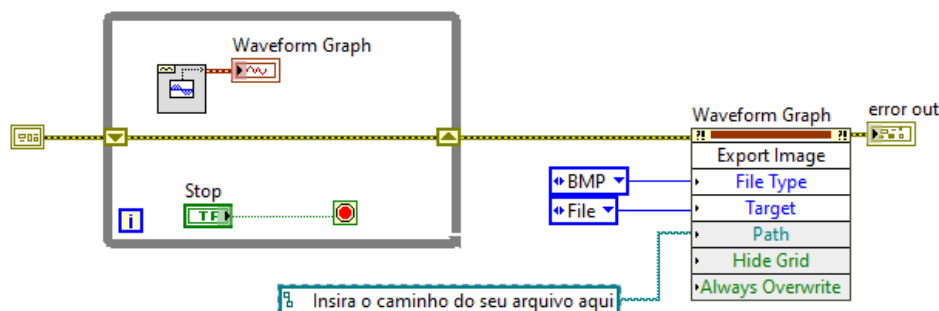 Waveform Graph
Stop
TF
i
Waveform Graph
error out
?!
?!
Export Image
BMP
File Type
File
Target
Path
Hide Grid
Always Overwrite
Insira o caminho do seu arquivo aqui